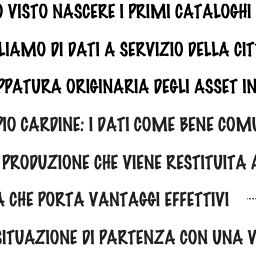 O VISTO NASCERE I PRIMI CATALOGHI
LIAMO DI DATI A SERVIZIO DELLA CIT
PPATURA ORIGINARIA DEGLI ASSET IN
PIO CARDINE: I DATI COME BENE COMU
PRODUZIONE CHE VIENE RESTITUITA A
A CHE PORTA VANTAGGI EFFETTIVI
SITUAZIONE DI PARTENZA CON UNA V